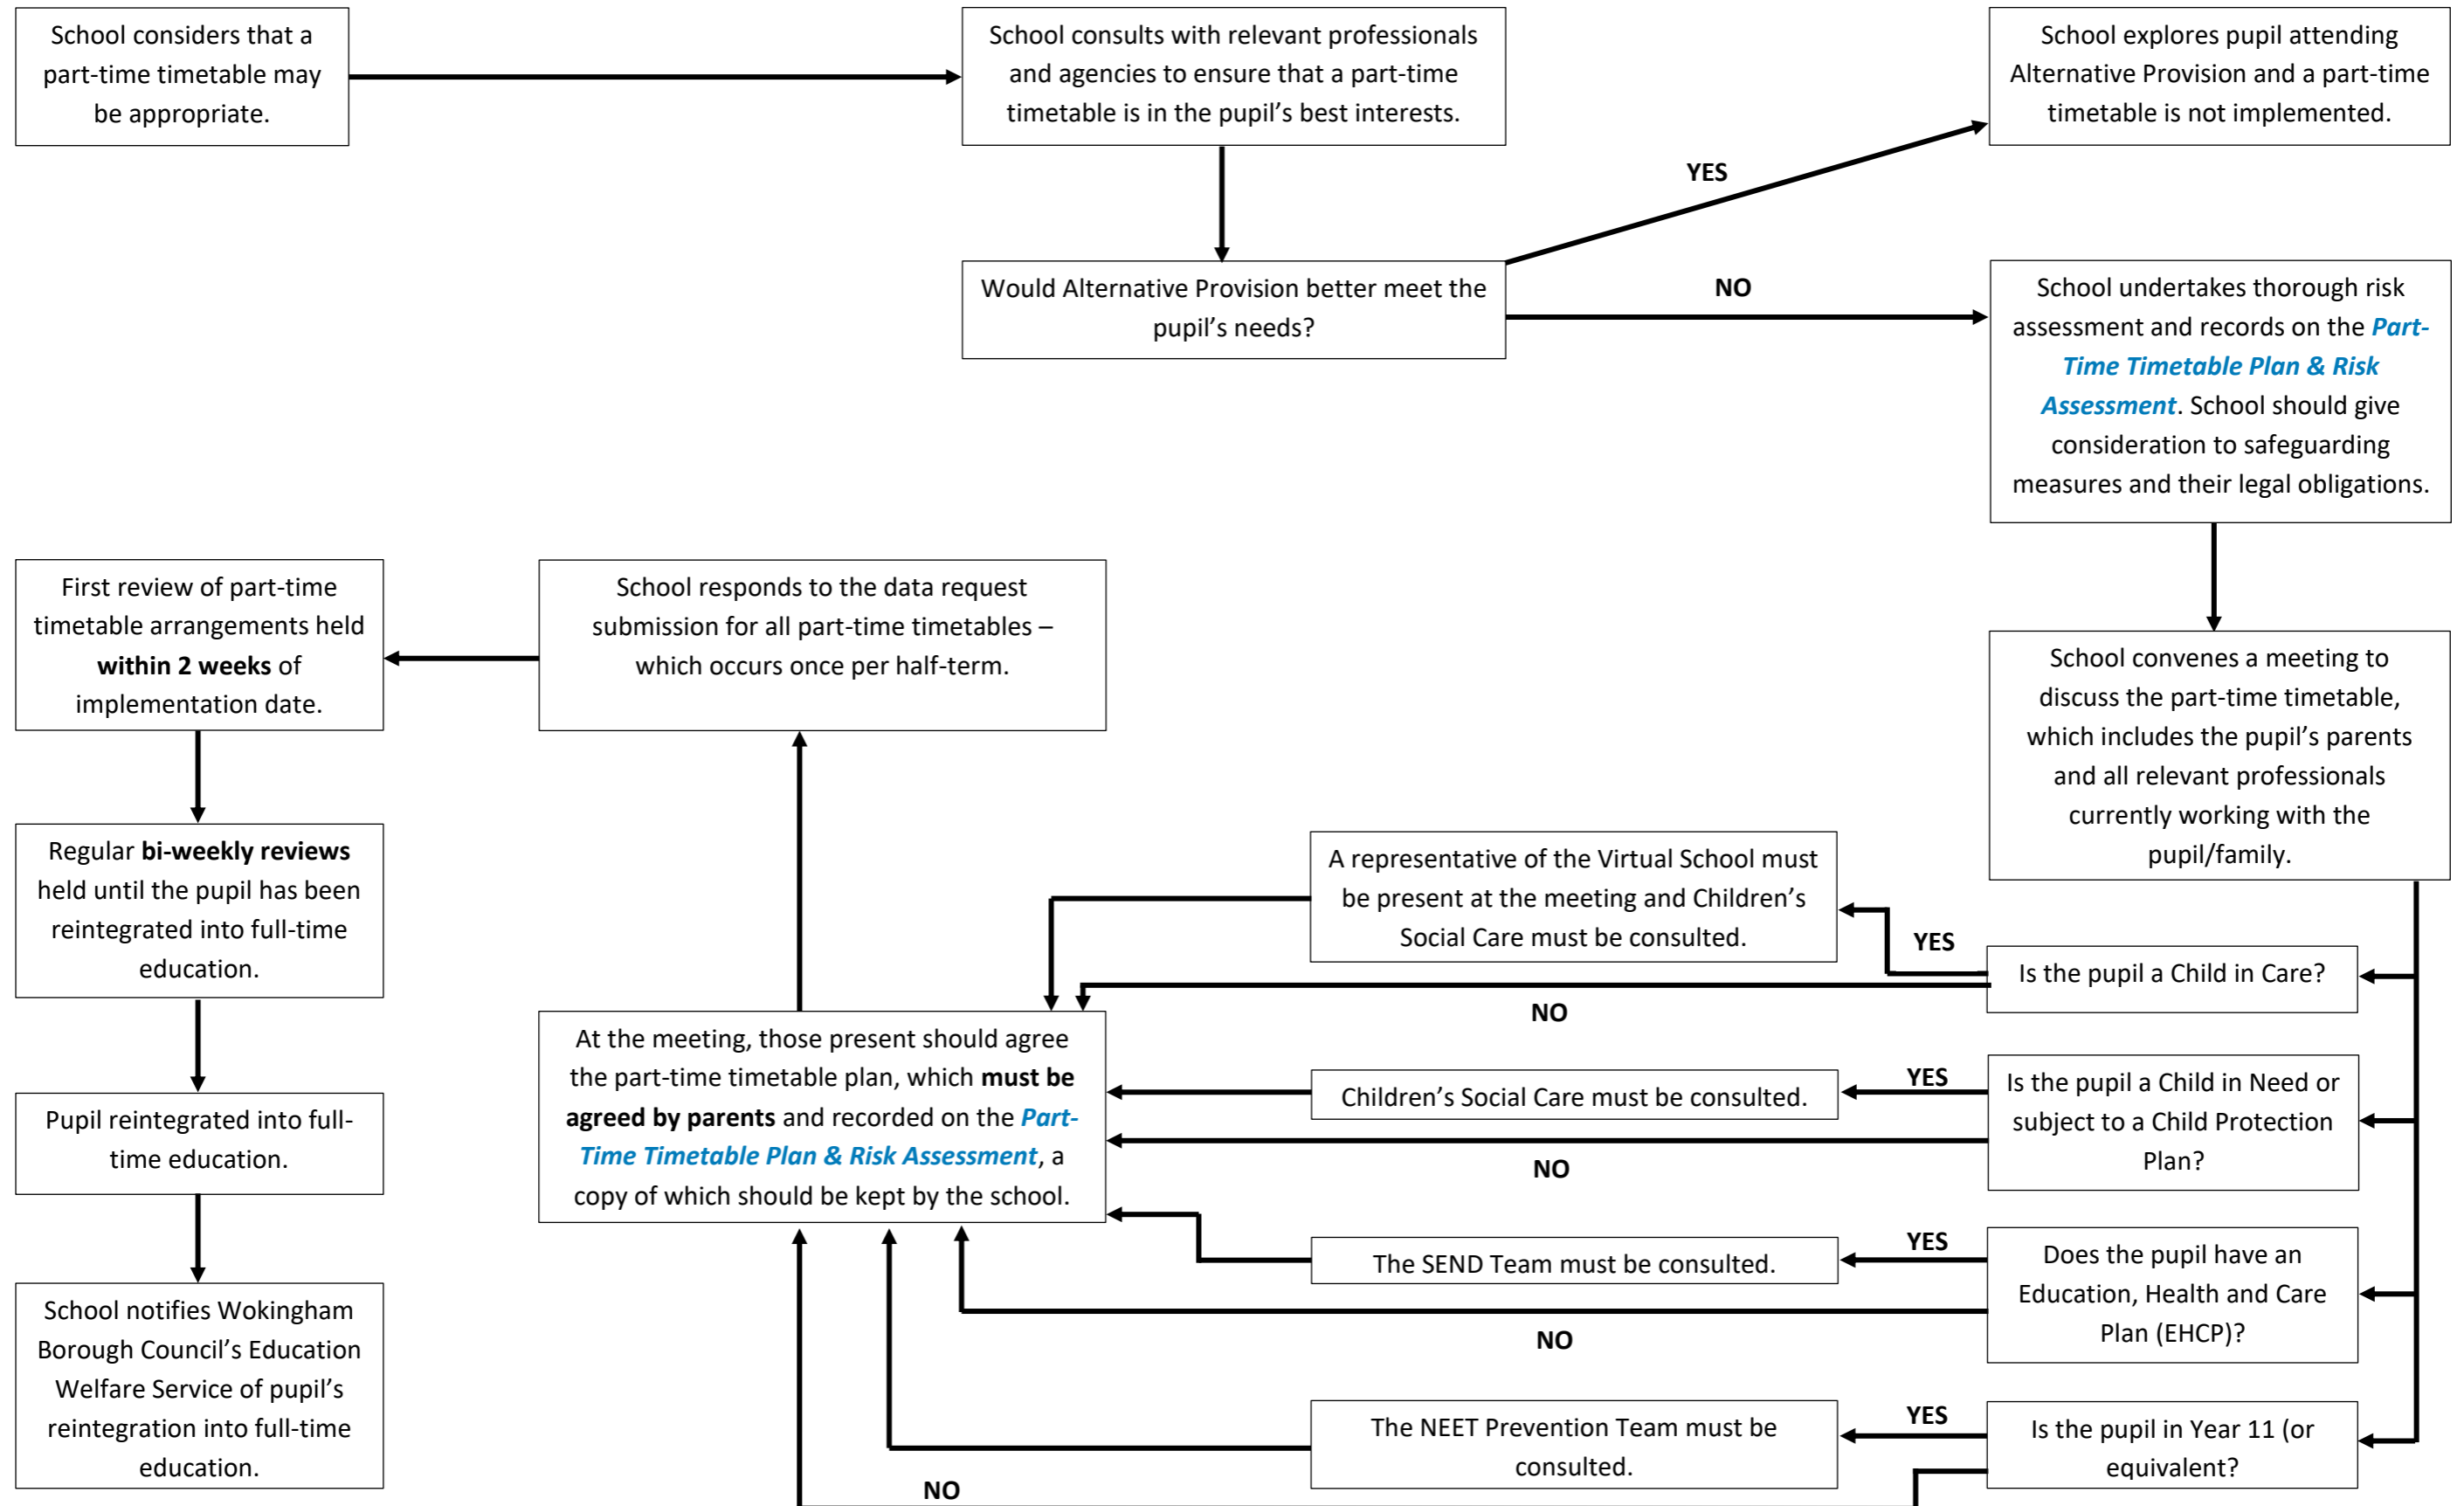 School considers that a
part-time timetable may
be appropriate.
School consults with relevant professionals
and agencies to ensure that a part-time
timetable is in the pupil’s best interests.
School explores pupil attending
Alternative Provision and a part-time
timetable is not implemented.
YES
Would Alternative Provision better meet the
pupil’s needs?
NO
School undertakes thorough risk
assessment and records on the Part-
Time Timetable Plan & Risk
Assessment. School should give
consideration to safeguarding
measures and their legal obligations.
School convenes a meeting to
discuss the part-time timetable,
which includes the pupil’s parents
and all relevant professionals
currently working with the
pupil/family.
Is the pupil a Child in Care?
YES
NO
A representative of the Virtual School must
be present at the meeting and Children’s
Social Care must be consulted.
Is the pupil a Child in Need or
subject to a Child Protection
Plan?
YES
NO
Children’s Social Care must be consulted.
Does the pupil have an
Education, Health and Care
Plan (EHCP)?
YES
NO
The SEND Team must be consulted.
Is the pupil in Year 11 (or
equivalent?
YES
NO
The NEET Prevention Team must be
consulted.
At the meeting, those present should agree
the part-time timetable plan, which must be
agreed by parents and recorded on the Part-
Time Timetable Plan & Risk Assessment, a
copy of which should be kept by the school.
School responds to the data request
submission for all part-time timetables –
which occurs once per half-term.
First review of part-time
timetable arrangements held
within 2 weeks of
implementation date.
Regular bi-weekly reviews
held until the pupil has been
reintegrated into full-time
education.
Pupil reintegrated into full-
time education.
School notifies Wokingham
Borough Council’s Education
Welfare Service of pupil’s
reintegration into full-time
education.